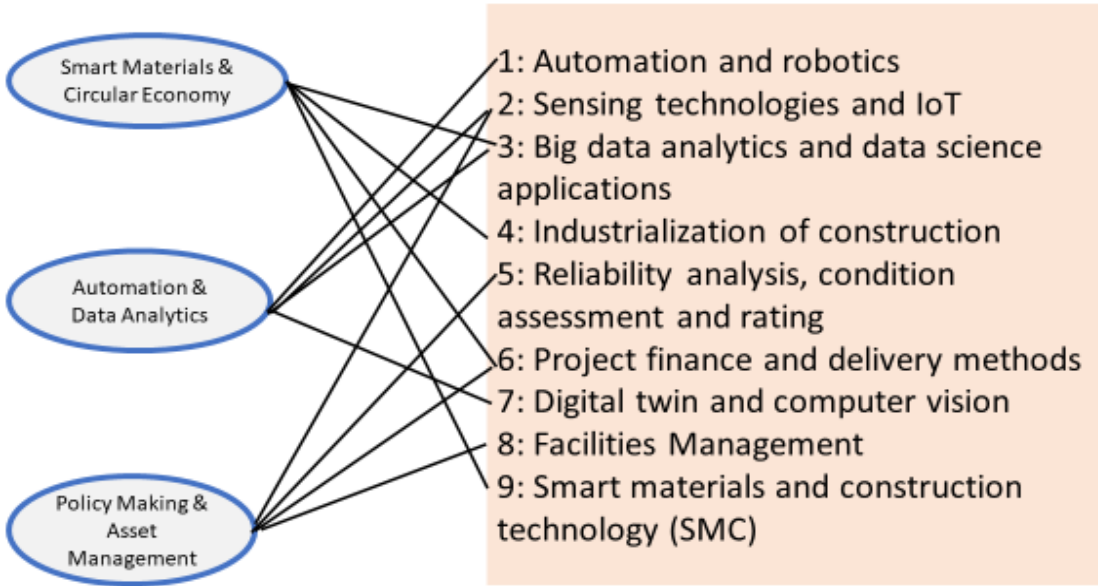 Smart Materials &
Circular Economy
Automation &
Data Analytics
Policy Making &
Asset
Management
1: Automation and robotics
2: Sensing technologies and IoT
3: Big data analytics and data science
applications
4: Industrialization of construction
5: Reliability analysis, condition
assessment and rating
6: Project finance and delivery methods
7: Digital twin and computer vision
8: Facilities Management
9: Smart materials and construction
technology (SMC)